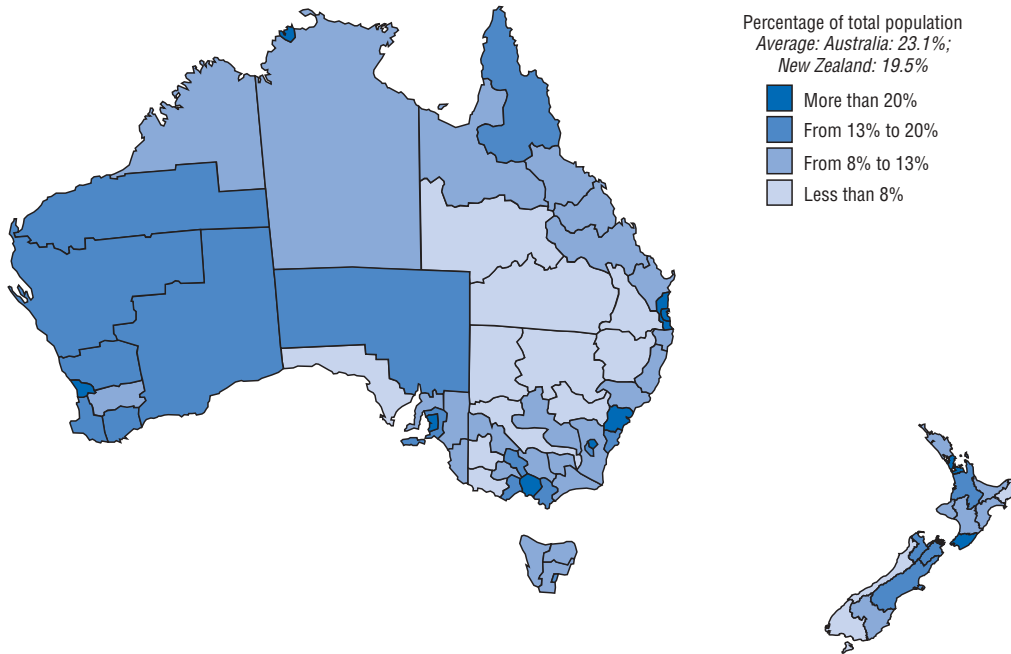 Percentage of total population
Average: Australia: 23.1%;
New Zealand: 19.5%
More than 20%
From 13% to 20%
From 8% to 13%
Less than 8%